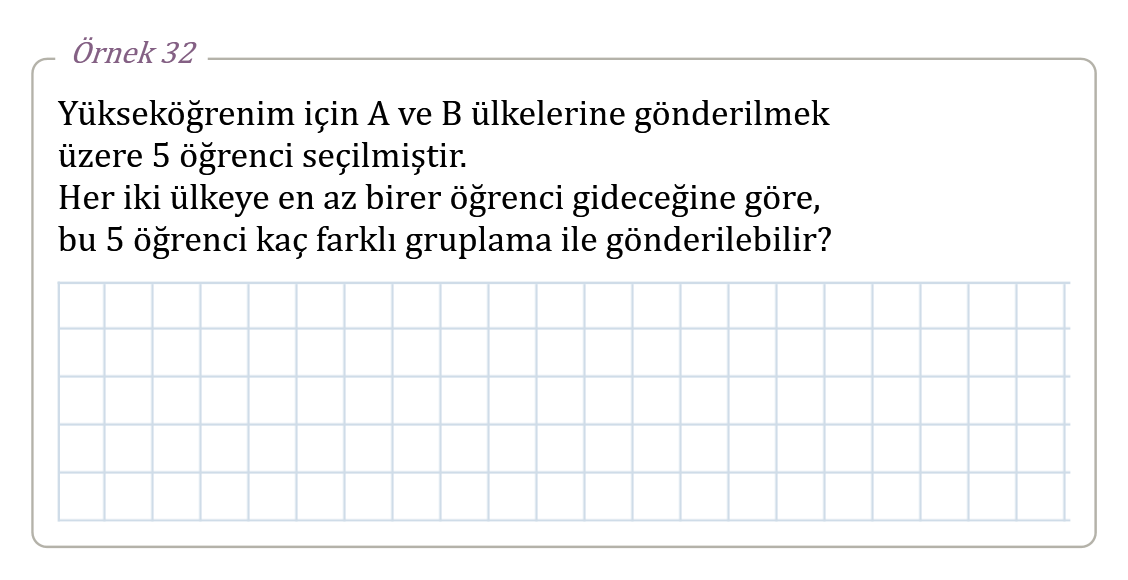 Örnek 32
Yükseköğrenim için A ve B ülkelerine gönderilmek
üzere 5 öğrenci seçilmiştir.
Her iki ülkeye en az birer öğrenci gideceğine göre,
bu 5 öğrenci kaç farklı gruplama ile gönderilebilir?